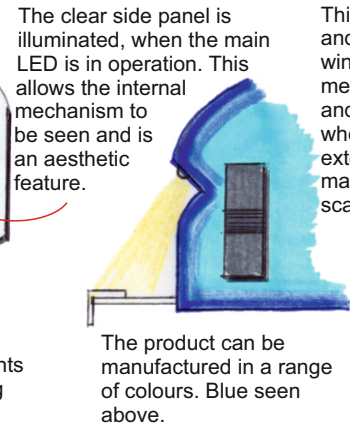 The clear side panel is
illuminated, when the main
LED is in operation. This
allows the internal
mechanism to
be seen and is
an aesthetic
feature.
The product can be
manufactured in a range
of colours. Blue seen
above.